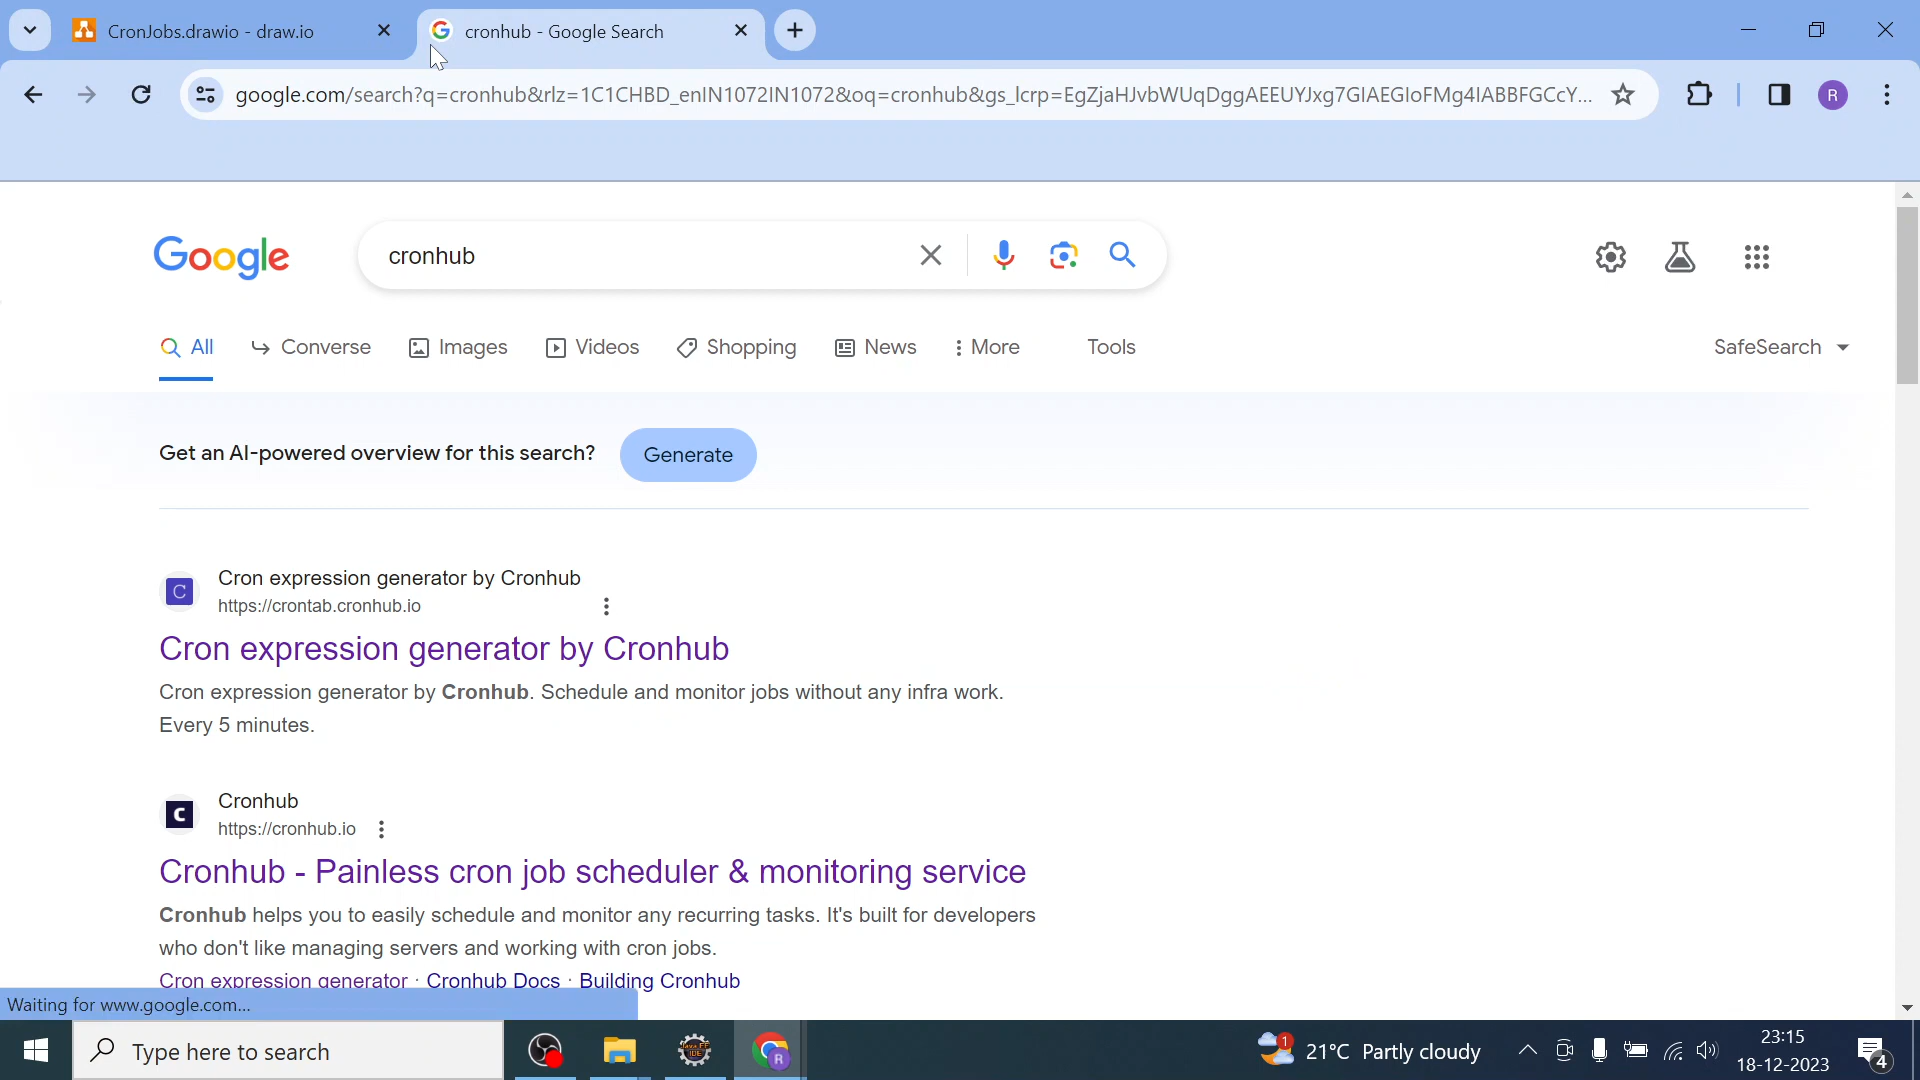 CronJobs.drawio - draw.io
cronhub - Google Search
google.com/search?q=cronhub&rlz=1C1CHBD_enIN1072IN1072&oq=cronhub&gs_lcrp=EgZjaHJvbWUqDggAEEUYJxg7GIAEGIoFMg4IABBFGCcY...
R
Google
cronhub
All
Converse
Images
Videos
Shopping
News
More
Tools
SafeSearch
Get an AI-powered overview for this search?
Generate
C
Cron expression generator by Cronhub
https://crontab.cronhub.io
Cron expression generator by Cronhub
Cron expression generator by Cronhub. Schedule and monitor jobs without any infra work.
Every 5 minutes.
C
Cronhub
https://cronhub.io
Cronhub - Painless cron job scheduler & monitoring service
Cronhub helps you to easily schedule and monitor any recurring tasks. It's built for developers
who don't like managing servers and working with cron jobs.
Cron expression generator · Cronhub Docs · Building Cronhub
Waiting for www.google.com...
Type here to search
Java EE
IDE
R
1
21°C Partly cloudy
23:15
18-12-2023
4